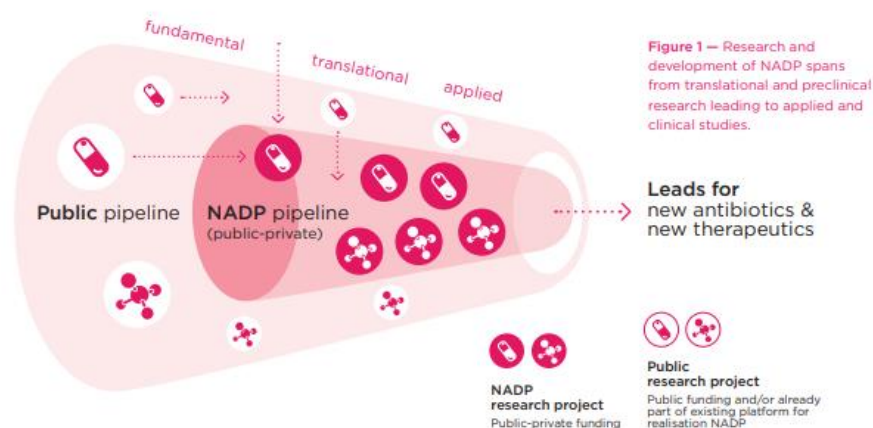 fundamental
translational
applied
Figure 1 — Research and
development of NADP spans
from translational and preclinical
research leading to applied and
clinical studies.
Public pipeline
NADP pipeline
(public-private)
Leads for
new antibiotics &
new therapeutics
NADP
research project
Public-private funding
Public
research project
Public funding and/or already
part of existing platform for
realisation NADP